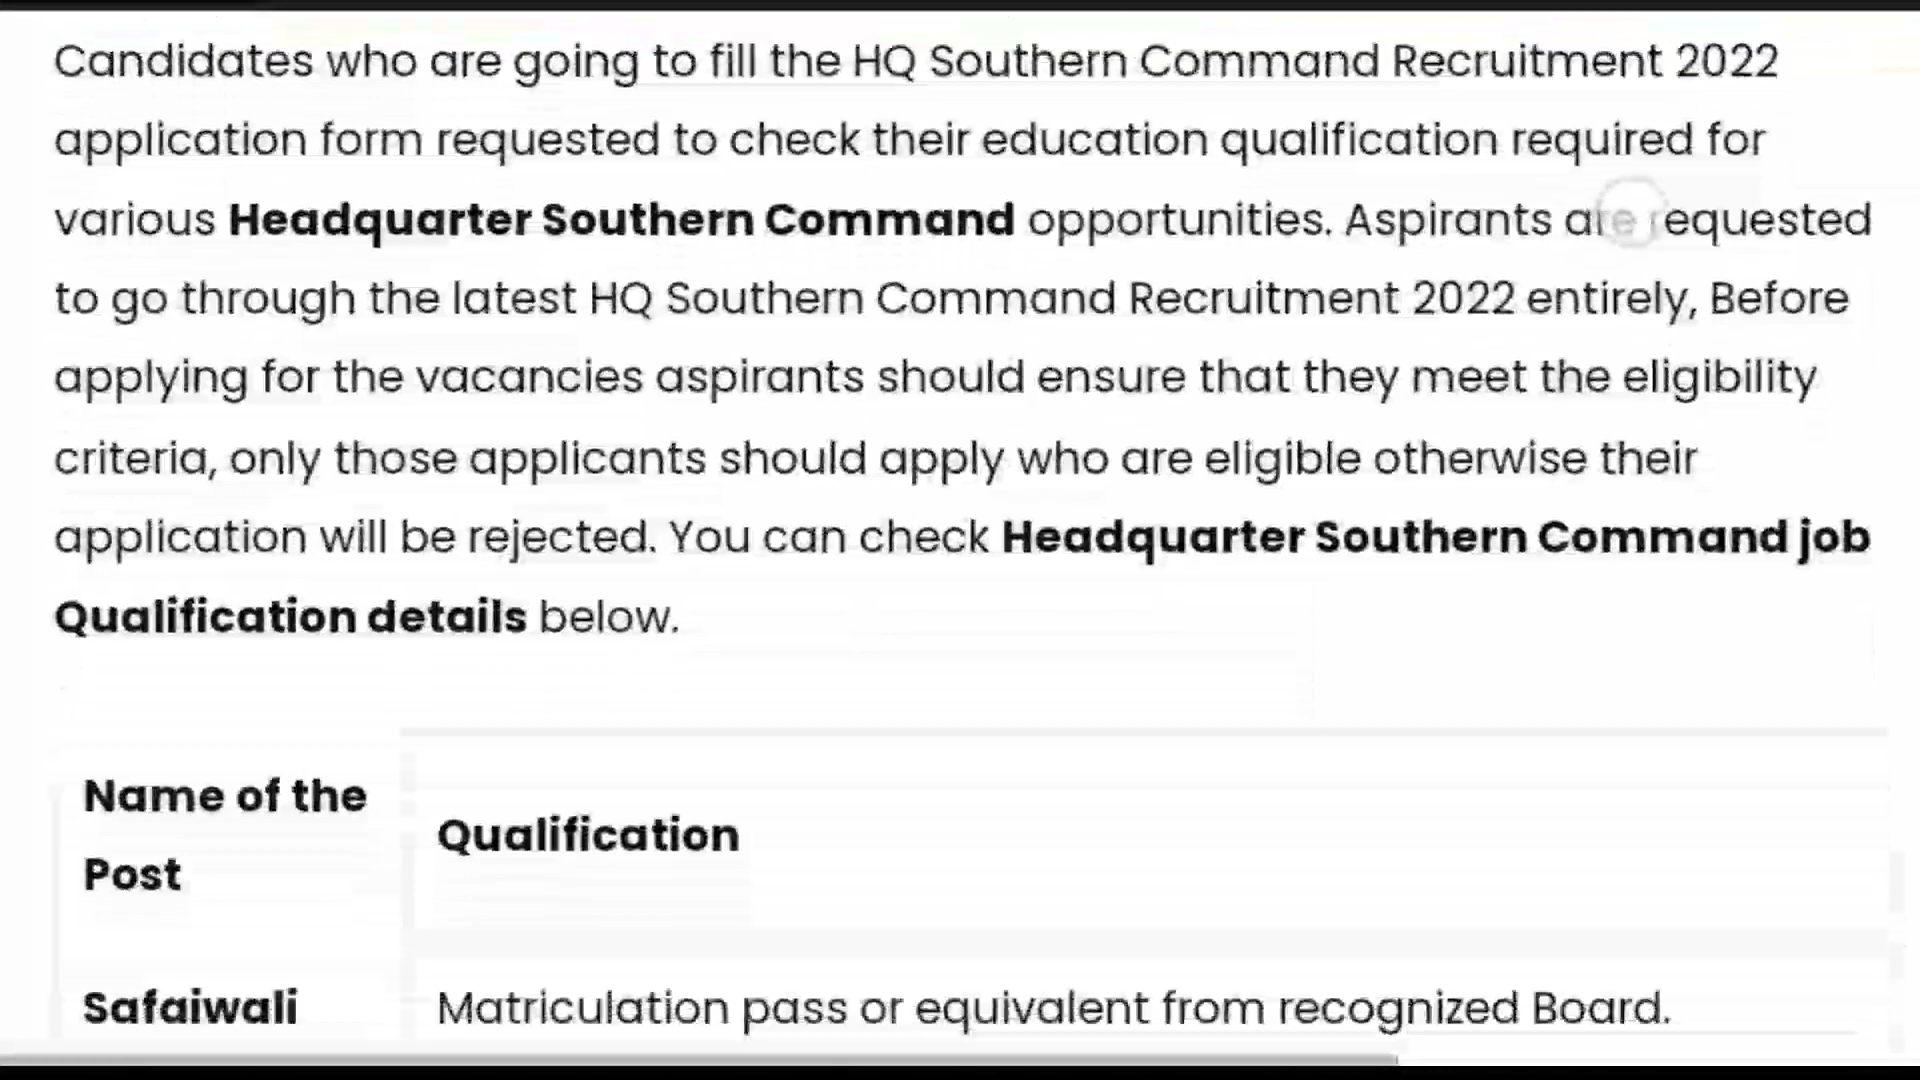 Candidates who are going to fill the HQ Southern Command Recruitment 2022
application form requested to check their education qualification required for
various Headquarter Southern Command opportunities. Aspirants are requested
to go through the latest HQ Southern Command Recruitment 2022 entirely, Before
applying for the vacancies aspirants should ensure that they meet the eligibility
criteria, only those applicants should apply who are eligible otherwise their
application will be rejected. You can check Headquarter Southern Command job
Qualification details below.
Name of the
Post
Qualification
Safaiwali
Matriculation pass or equivalent from recognized Board.